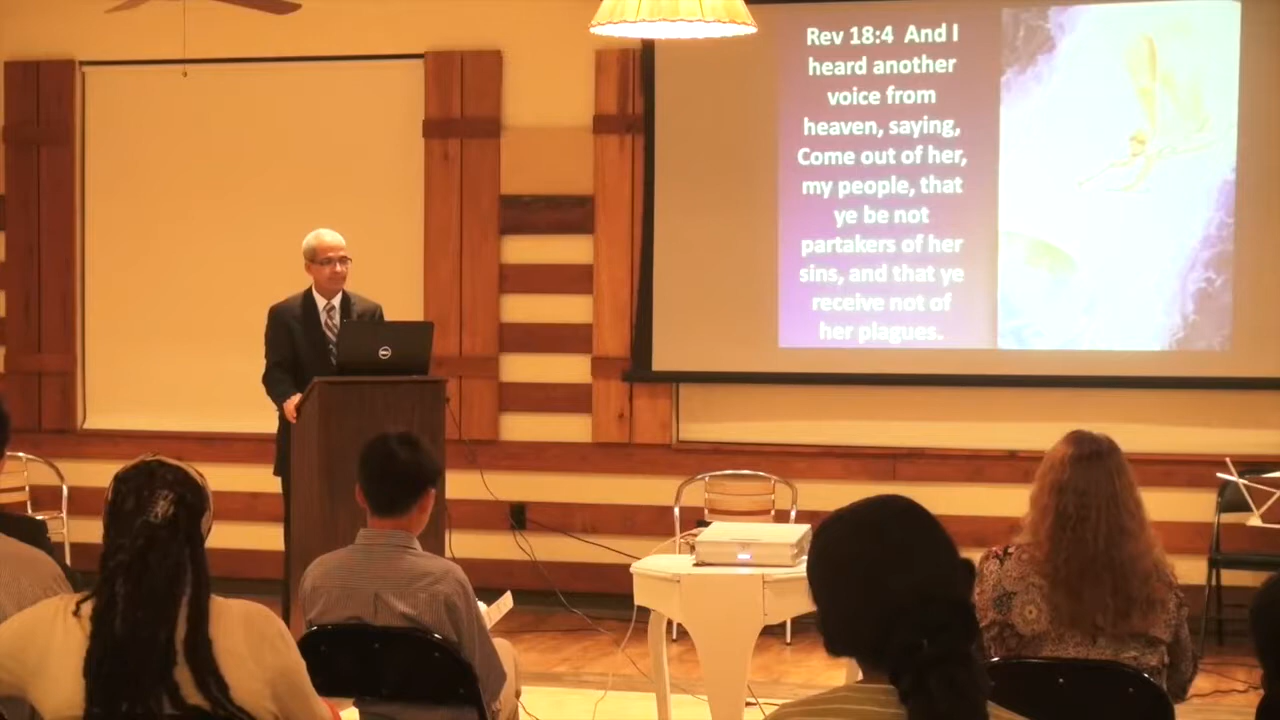 Rev 18:4 And I
heard another
voice from
heaven, saying,
Come out of her,
my people, that
ye be not
partakers of her
sins, and that ye
receive not of
her plagues.
DELL